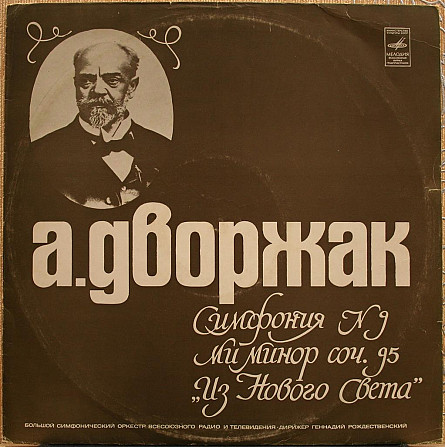 МЕЛОДИЯ
а.дворжак
Симфония N 9
Ми минор соч. 95
„Из Нового Света”
БОЛЬШОЙ СИМФОНИЧЕСКИЙ ОРКЕСТР ВСЕСОЮЗНОГО РАДИО И ТЕЛЕВИДЕНИЯ·ДИРИЖЕР ГЕННАДИЙ РОЖДЕСТВЕНСКИЙ